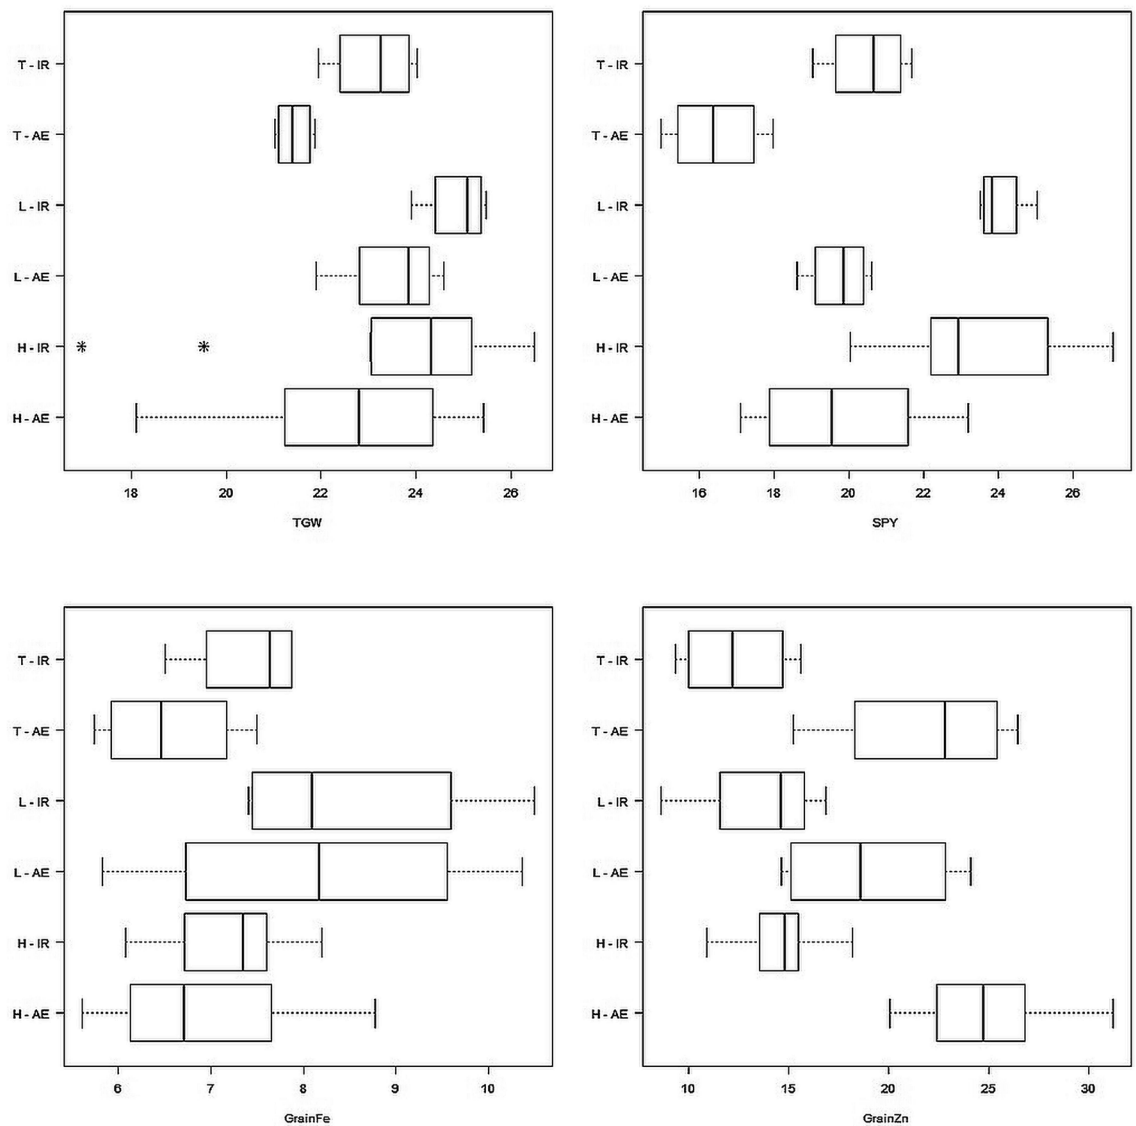 T - IR
T - AE
L - IR
L - AE
H - IR
H - AE
18 20 22 24 26
TGW
T - IR
T - AE
L - IR
L - AE
H - IR
H - AE
16 18 20 22 24 26
SPY
T - IR
T - AE
L - IR
L - AE
H - IR
H - AE
6 7 8 9 10
GrainFe
T - IR
T - AE
L - IR
L - AE
H - IR
H - AE
10 15 20 25 30
GrainZn